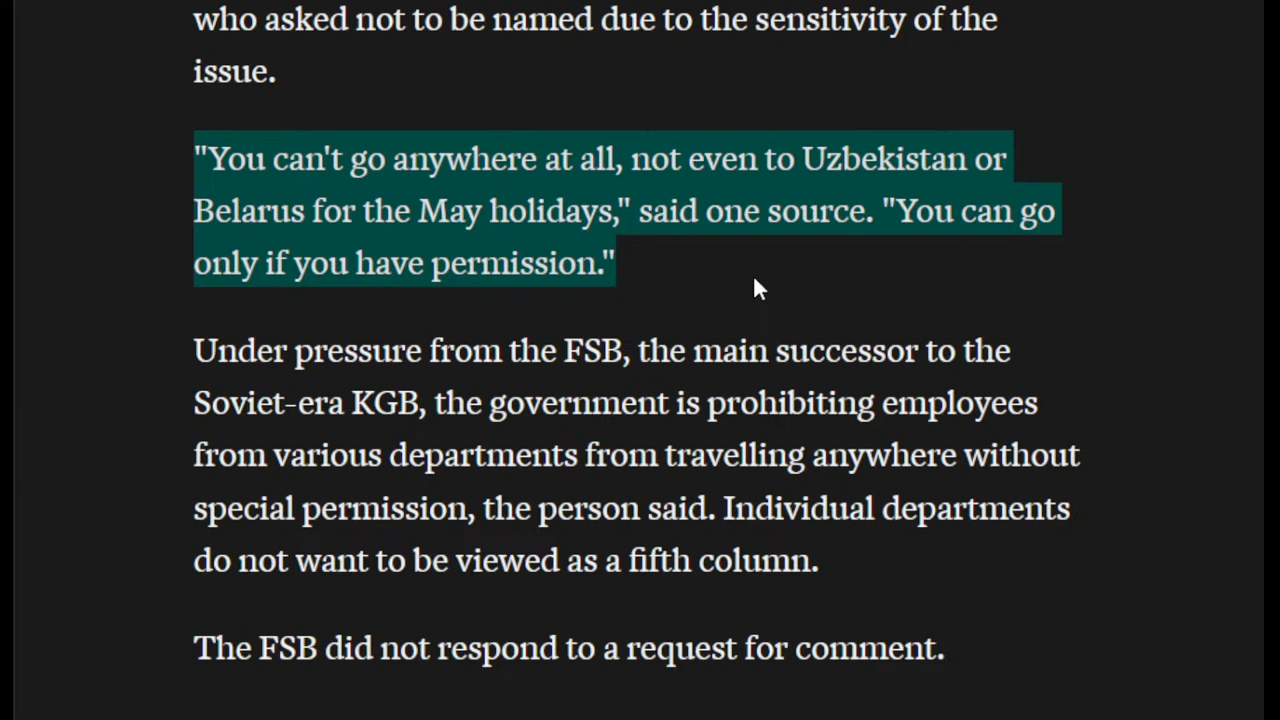 who asked not to be named due to the sensitivity of the
issue.
"You can't go anywhere at all, not even to Uzbekistan or
Belarus for the May holidays," said one source. "You can go
only if you have permission."
Under pressure from the FSB, the main successor to the
Soviet-era KGB, the government is prohibiting employees
from various departments from travelling anywhere without
special permission, the person said. Individual departments
do not want to be viewed as a fifth column.
The FSB did not respond to a request for comment.